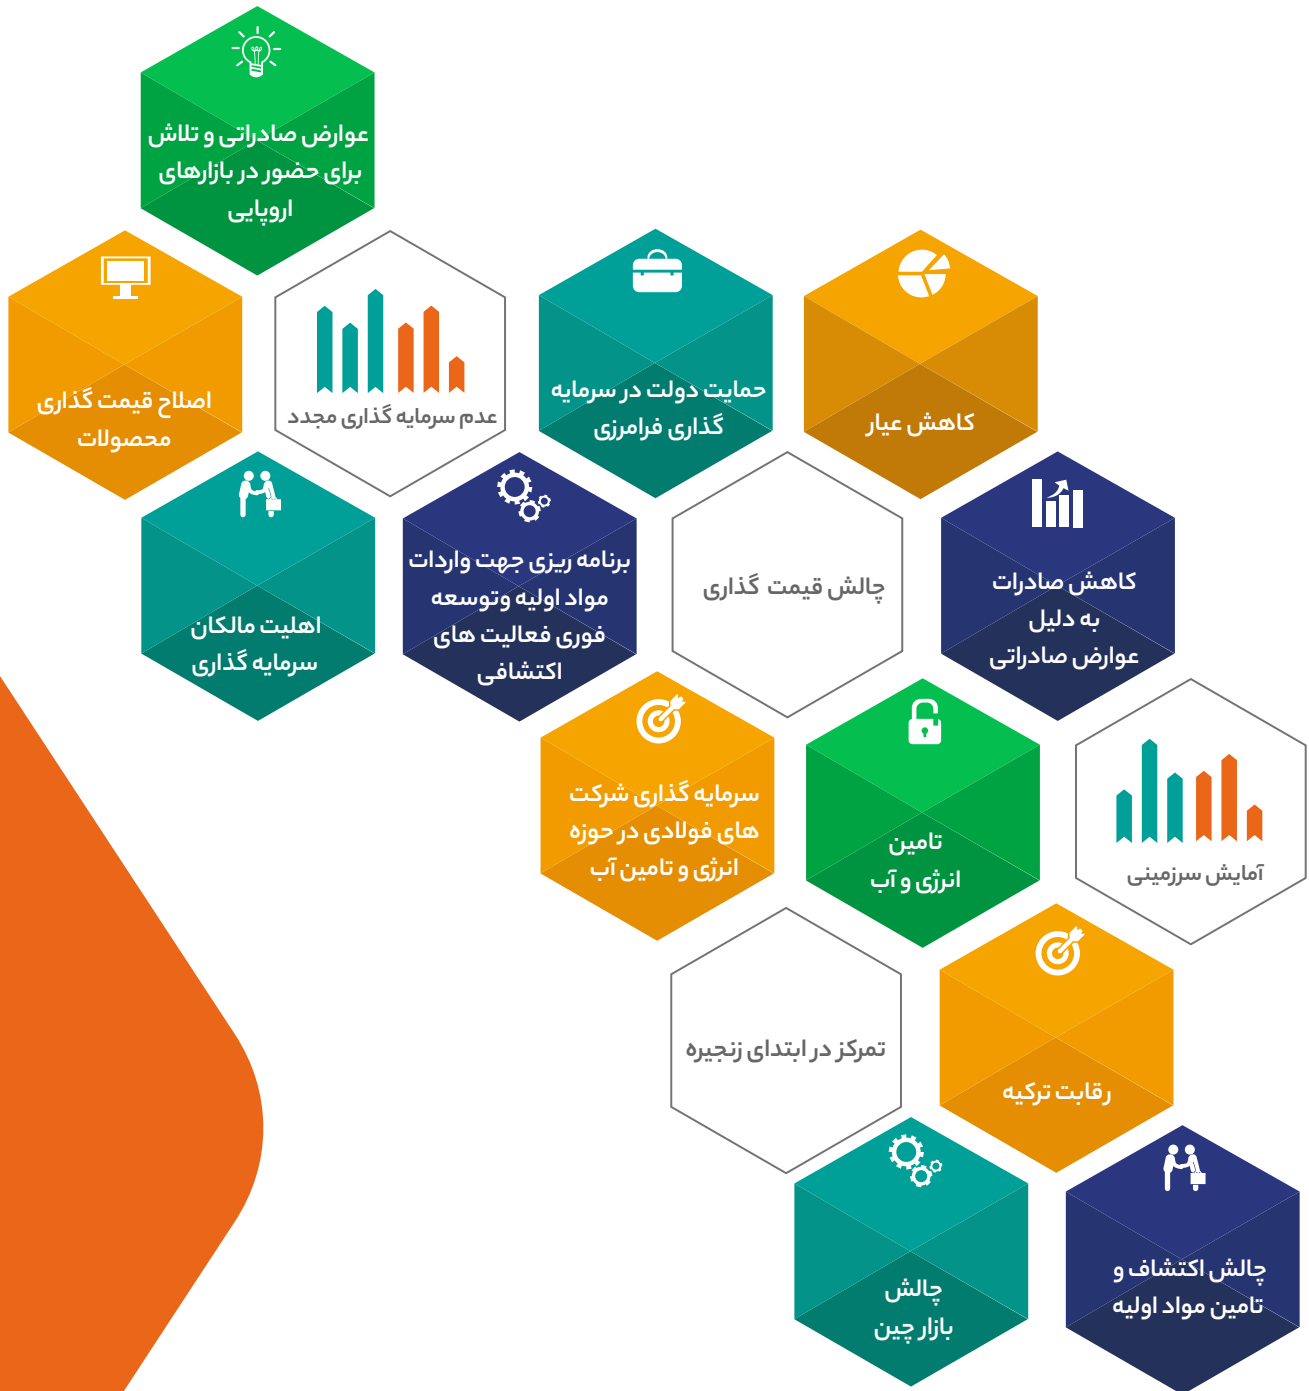 عوارض صادراتی و تلاش
برای حضور در بازارهای
اروپایی
کاهش عیار
حمایت دولت در سرمایه
گذاری فرامرزی
عدم سرمایه گذاری مجدد
اصلاح قیمت گذاری
محصولات
کاهش صادرات
به دلیل
عوارض صادراتی
چالش قیمت گذاری
برنامه ریزی جهت واردات
مواد اولیه وتوسعه
فوری فعالیت های
اکتشافی
اهلیت مالکان
سرمایه گذاری
آمایش سرزمینی
تامین
انرژی و آب
سرمایه گذاری شرکت
های فولادی در حوزه
انرژی و تامین آب
رقابت ترکیه
تمرکز در ابتدای زنجیره
چالش اکتشاف و
تامین مواد اولیه
چالش
بازار چین